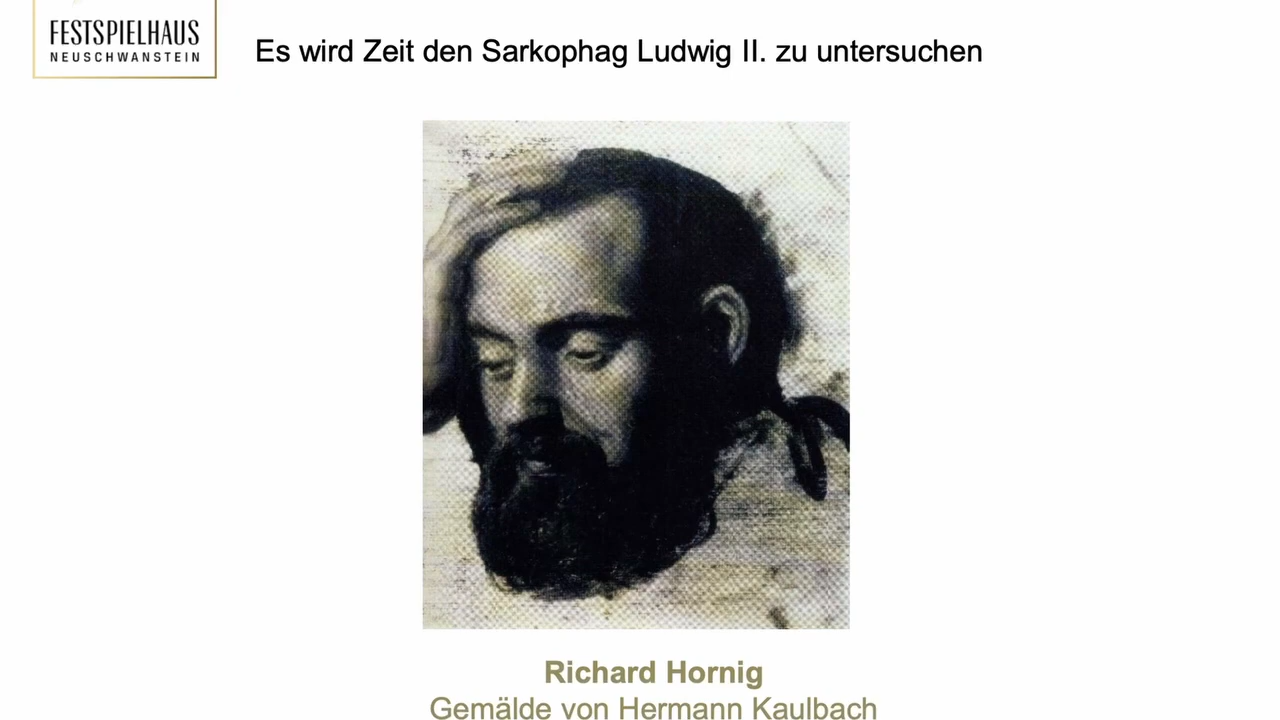 FESTSPIELHAUS
NEUSCHWANSTEIN
Es wird Zeit den Sarkophag Ludwig II. zu untersuchen
Richard Hornig
Gemälde von Hermann Kaulbach